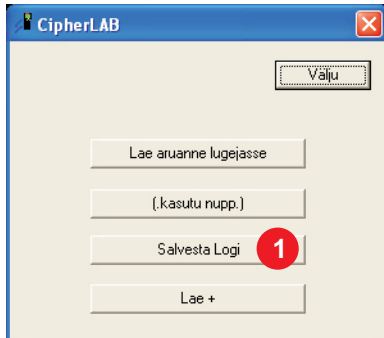 CipherLAB
Välju
Lae aruanne lugejasse
(.kasutu nupp.)
Salvesta Logi 1
Lae +